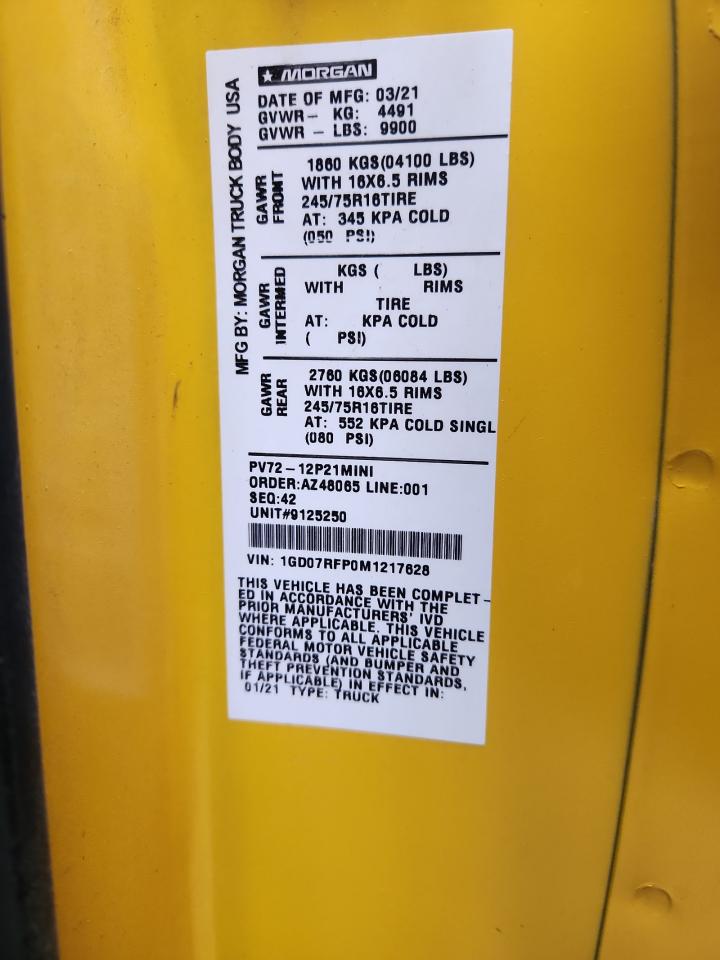 MORGAN
MFG BY: MORGAN TRUCK BODY USA
DATE OF MFG: 03/21
GVWR- KG: 4491
GVWR - LBS: 9900
GAWR FRONT
1860 KGS(04100 LBS)
WITH 16X6.5 RIMS
245/75R16TIRE
AT: 345 KPA COLD
(050 PSI)
GAWR INTERMED
KGS ( LBS)
WITH RIMS
TIRE
AT: KPA COLD
( PSI)
GAWR REAR
2760 KGS(06084 LBS)
WITH 16X6.5 RIMS
245/75R16TIRE
AT: 552 KPA COLD SINGL
(080 PSI)
PV72-12P21MINI
ORDER:AZ48065 LINE:001
SEQ:42
UNIT#9125250
VIN: 1GD07RFP0M1217628
THIS VEHICLE HAS BEEN COMPLET-
ED IN ACCORDANCE WITH THE
PRIOR MANUFACTURERS' IVD
WHERE APPLICABLE. THIS VEHICLE
CONFORMS TO ALL APPLICABLE
FEDERAL MOTOR VEHICLE SAFETY
STANDARDS (AND BUMPER AND
THEFT PREVENTION STANDARDS,
IF APPLICABLE) IN EFFECT IN:
01/21 TYPE: TRUCK